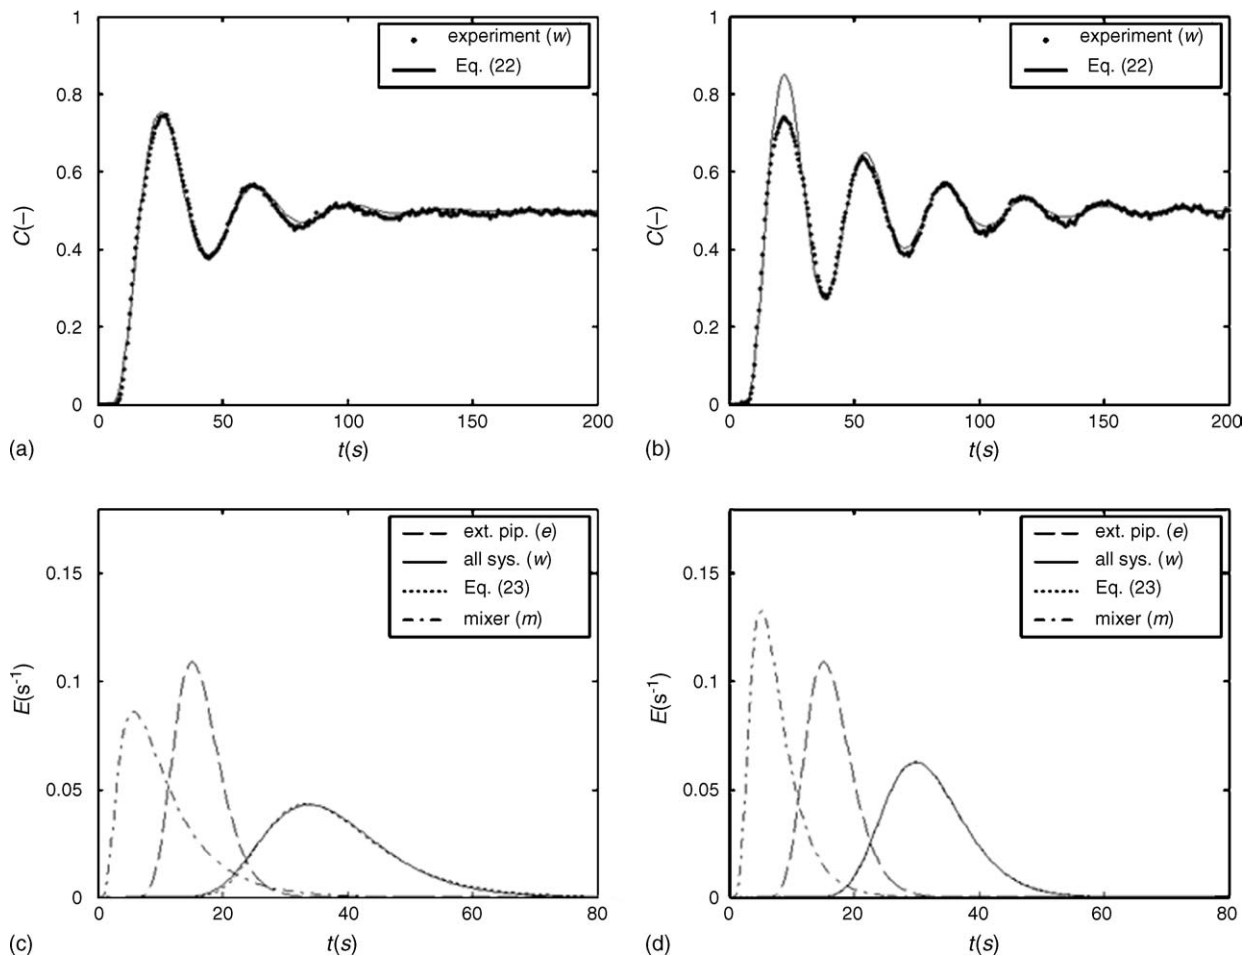 1
0.8
0.6
0.4
0.2
0
C(–)
experiment (w)
Eq. (22)
0
50
100
150
200
(a)
t(s)
1
0.8
0.6
0.4
0.2
0
C(–)
experiment (w)
Eq. (22)
0
50
100
150
200
(b)
t(s)
0.15
0.1
0.05
0
E(s⁻¹)
ext. pip. (e)
all sys. (w)
Eq. (23)
mixer (m)
0
20
40
60
80
(c)
t(s)
0.15
0.1
0.05
0
E(s⁻¹)
ext. pip. (e)
all sys. (w)
Eq. (23)
mixer (m)
0
20
40
60
80
(d)
t(s)